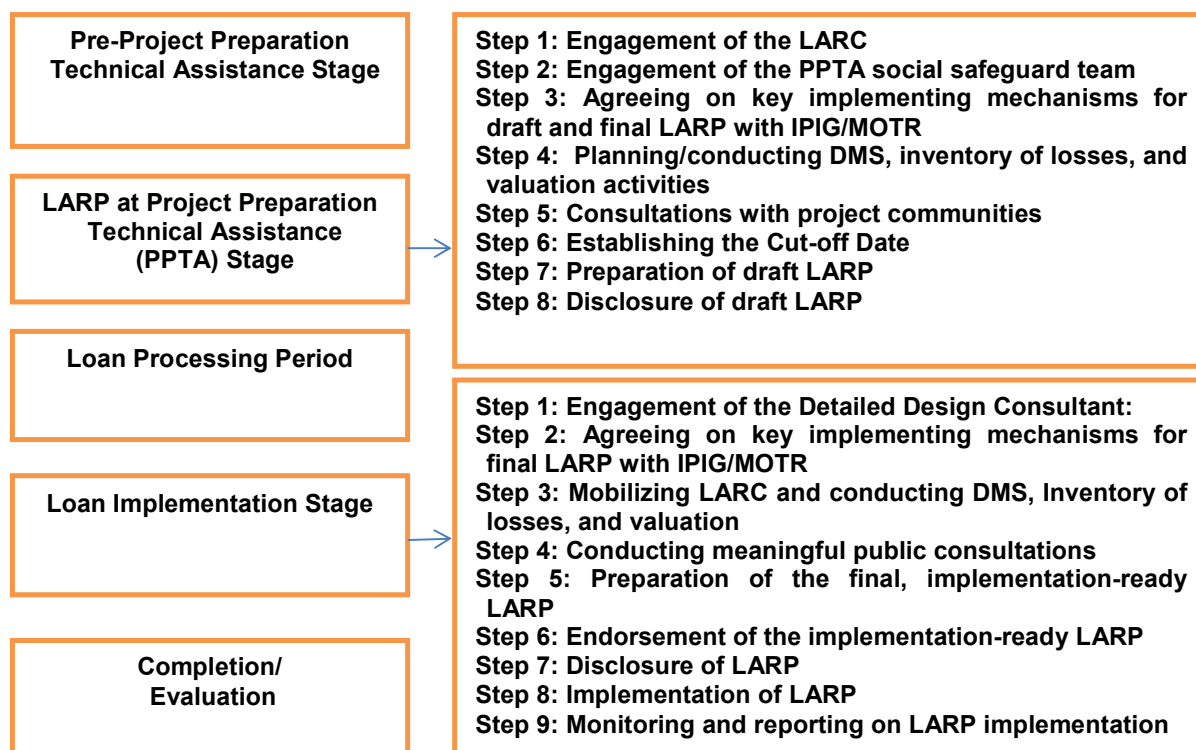 Pre-Project Preparation
Technical Assistance Stage
LARP at Project Preparation
Technical Assistance
(PPTA) Stage
Loan Processing Period
Loan Implementation Stage
Completion/
Evaluation
Step 1: Engagement of the LARC
Step 2: Engagement of the PPTA social safeguard team
Step 3: Agreeing on key implementing mechanisms for
draft and final LARP with IPIG/MOTR
Step 4: Planning/conducting DMS, inventory of losses, and
valuation activities
Step 5: Consultations with project communities
Step 6: Establishing the Cut-off Date
Step 7: Preparation of draft LARP
Step 8: Disclosure of draft LARP
Step 1: Engagement of the Detailed Design Consultant:
Step 2: Agreeing on key implementing mechanisms for
final LARP with IPIG/MOTR
Step 3: Mobilizing LARC and conducting DMS, Inventory of
losses, and valuation
Step 4: Conducting meaningful public consultations
Step 5: Preparation of the final, implementation-ready
LARP
Step 6: Endorsement of the implementation-ready LARP
Step 7: Disclosure of LARP
Step 8: Implementation of LARP
Step 9: Monitoring and reporting on LARP implementation